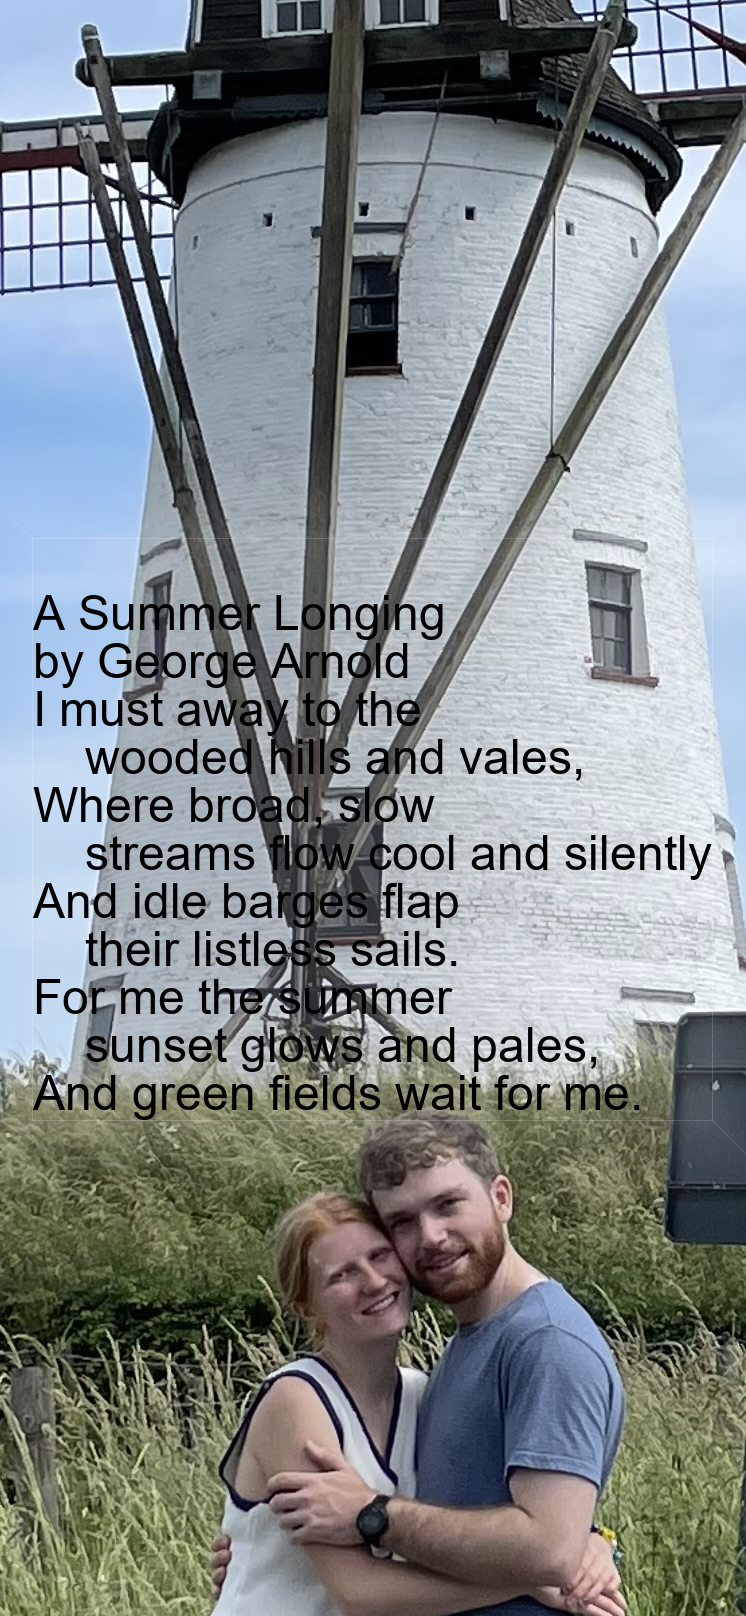 A Summer Longing
by George Arnold
I must away to the
wooded hills and vales,
Where broad, slow
streams flow cool and silently
And idle barges flap
their listless sails.
For me the summer
sunset glows and pales,
And green fields wait for me.